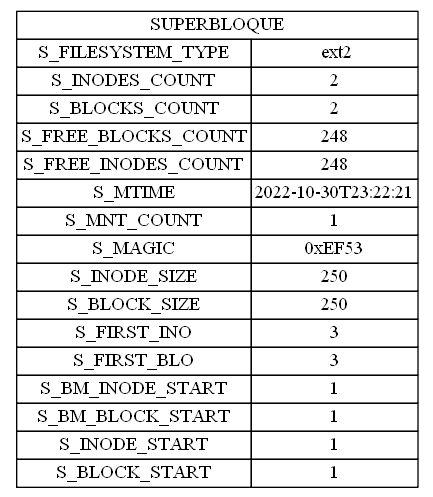 SUPERBLOQUE
S_FILESYSTEM_TYPE ext2
S_INODES_COUNT 2
S_BLOCKS_COUNT 2
S_FREE_BLOCKS_COUNT 248
S_FREE_INODES_COUNT 248
S_MTIME 2022-10-30T23:22:21
S_MNT_COUNT 1
S_MAGIC 0xEF53
S_INODE_SIZE 250
S_BLOCK_SIZE 250
S_FIRST_INO 3
S_FIRST_BLO 3
S_BM_INODE_START 1
S_BM_BLOCK_START 1
S_INODE_START 1
S_BLOCK_START 1